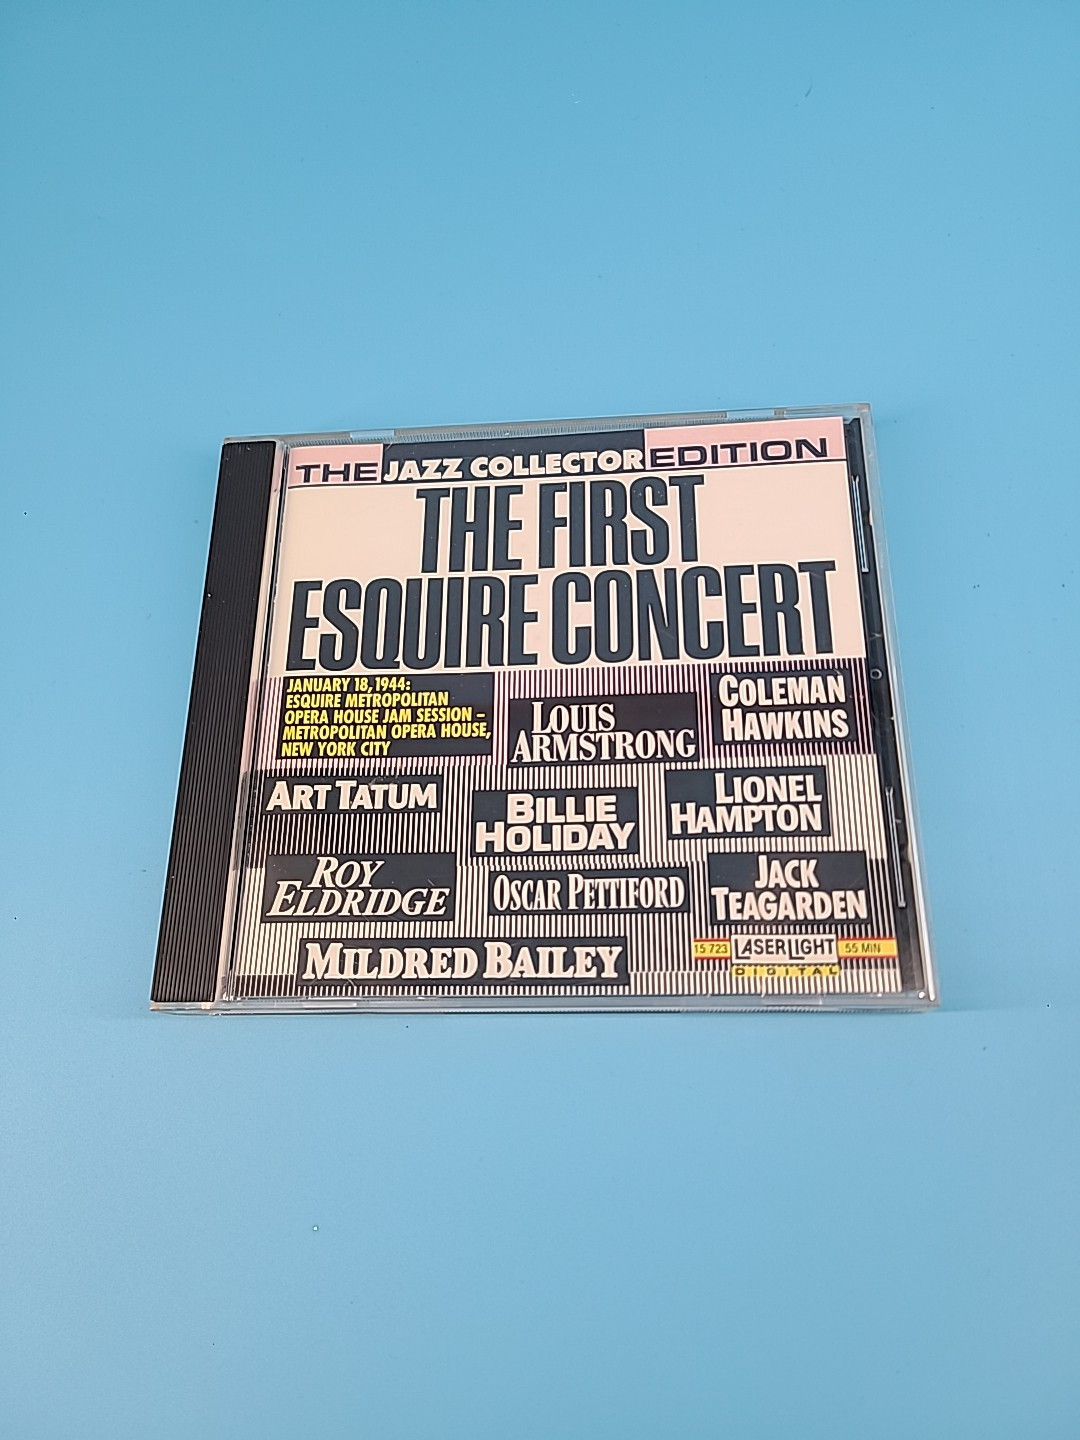 THE JAZZ COLLECTOR EDITION
THE FIRST
ESQUIRE CONCERT
JANUARY 18, 1944:
ESQUIRE METROPOLITAN
OPERA HOUSE JAM SESSION –
METROPOLITAN OPERA HOUSE,
NEW YORK CITY
LOUIS
ARMSTRONG
COLEMAN
HAWKINS
ART TATUM
BILLIE
HOLIDAY
LIONEL
HAMPTON
ROY
ELDRIDGE
OSCAR PETTIFORD
JACK
TEAGARDEN
MILDRED BAILEY
15 723 LASERLIGHT 55 MIN
DIGITAL